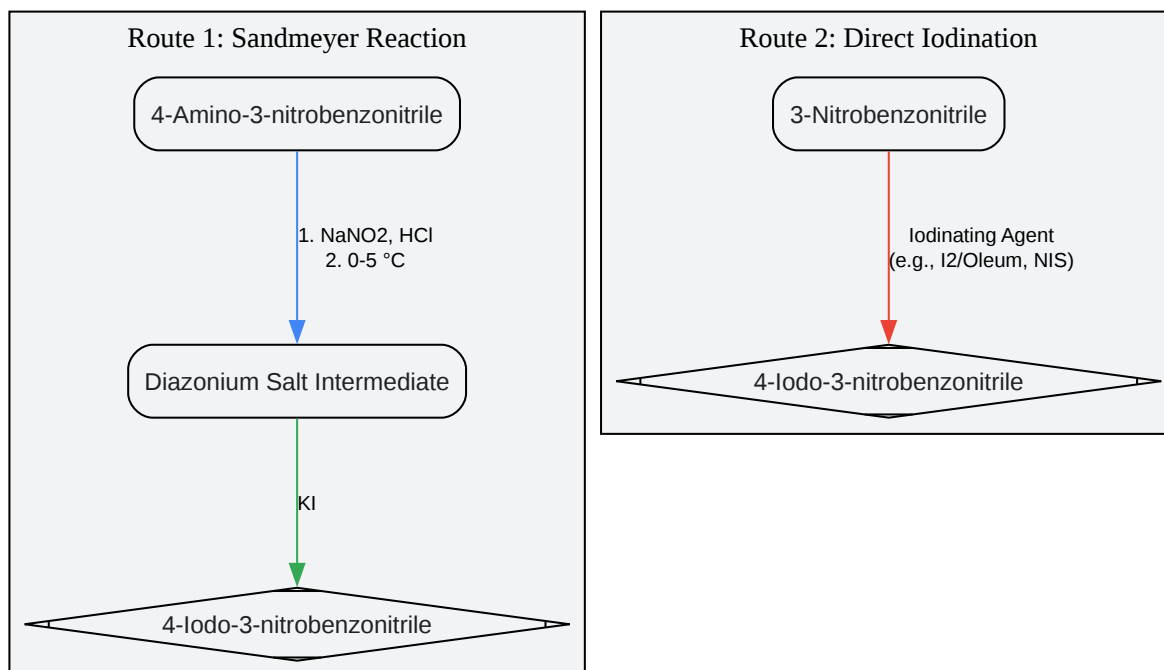 Route 1: Sandmeyer Reaction
4-Amino-3-nitrobenzonitrile
1. NaNO2, HCl
2. 0-5 °C
Diazonium Salt Intermediate
KI
4-Iodo-3-nitrobenzonitrile
Route 2: Direct Iodination
3-Nitrobenzonitrile
Iodinating Agent
(e.g., I2/Oleum, NIS)
4-Iodo-3-nitrobenzonitrile